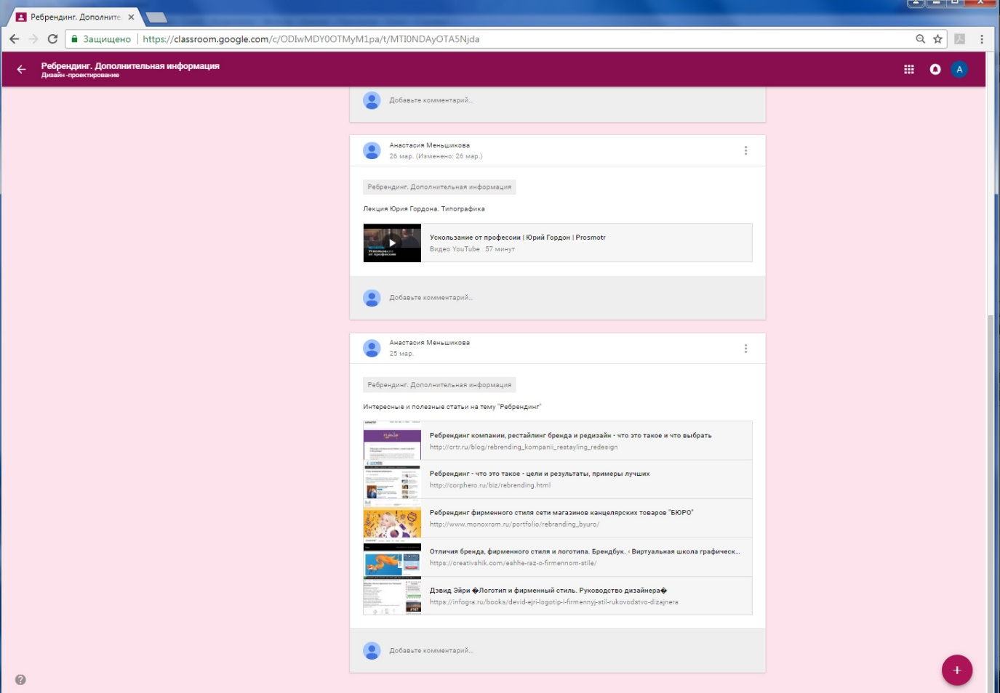 Ребрендинг. Дополните
Защищено
https://classroom.google.com/c/ODIwMDY0OTMyM1pa/t/MTI0NDAyOTA5Njda
Ребрендинг. Дополнительная информация
Дизайн-проектирование
А
Добавьте комментарий...
Анастасия Меньшикова
26 мар. (Изменено: 26 мар.)
Ребрендинг. Дополнительная информация
Лекция Юрия Гордона. Типографика
Ускользание от профессии
Ускользание от профессии | Юрий Гордон | Prosmotr
Видео YouTube 57 минут
Добавьте комментарий...
Анастасия Меньшикова
25 мар.
Ребрендинг. Дополнительная информация
Интересные и полезные статьи на тему "Ребрендинг"
Ребрендинг компании, рестайлинг бренда и редизайн - что это такое и что выбрать
http://crtr.ru/blog/rebrending_kompanii_restayling_redesign
Ребрендинг - что это такое - цели и результаты, примеры лучших
http://corphero.ru/biz/rebrending.html
Ребрендинг фирменного стиля сети магазинов канцелярских товаров "БЮРО"
http://www.monoxrom.ru/portfolio/rebranding_byuro/
Отличия бренда, фирменного стиля и логотипа. Брендбук. ‹ Виртуальная школа графическ...
https://creativshik.com/eshhe-raz-o-firmennom-stile/
Дэвид Эйри �Логотип и фирменный стиль. Руководство дизайнера�
https://infogra.ru/books/devid-ejri-logotip-i-firmennyj-stil-rukovodstvo-dizajnera
Добавьте комментарий...